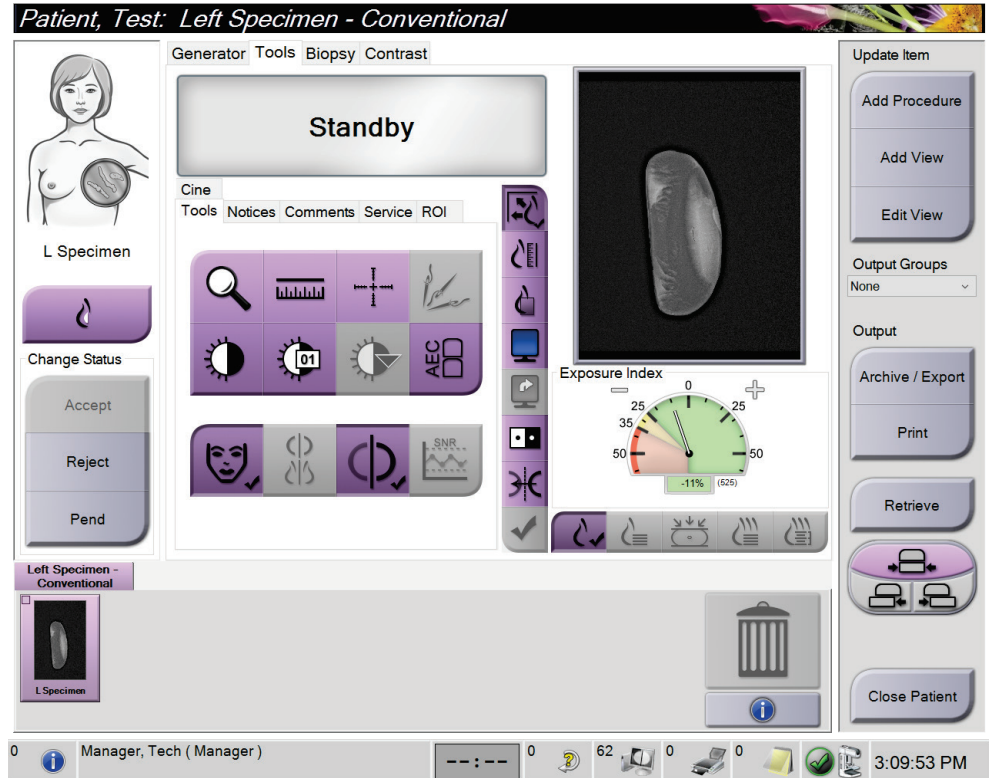 Patient, Test: Left Specimen - Conventional
Generator Tools Biopsy Contrast
Standby
Cine
Tools Notices Comments Service ROI
01
AEC
SNR
L Specimen
Change Status
Accept
Reject
Pend
Exposure Index
0
25 25
35
50 50
-11% (525)
Update Item
Add Procedure
Add View
Edit View
Output Groups
None
Output
Archive / Export
Print
Retrieve
Close Patient
Left Specimen -
Conventional
L Specimen
0 Manager, Tech ( Manager ) --:-- 0 62 0 0 3:09:53 PM